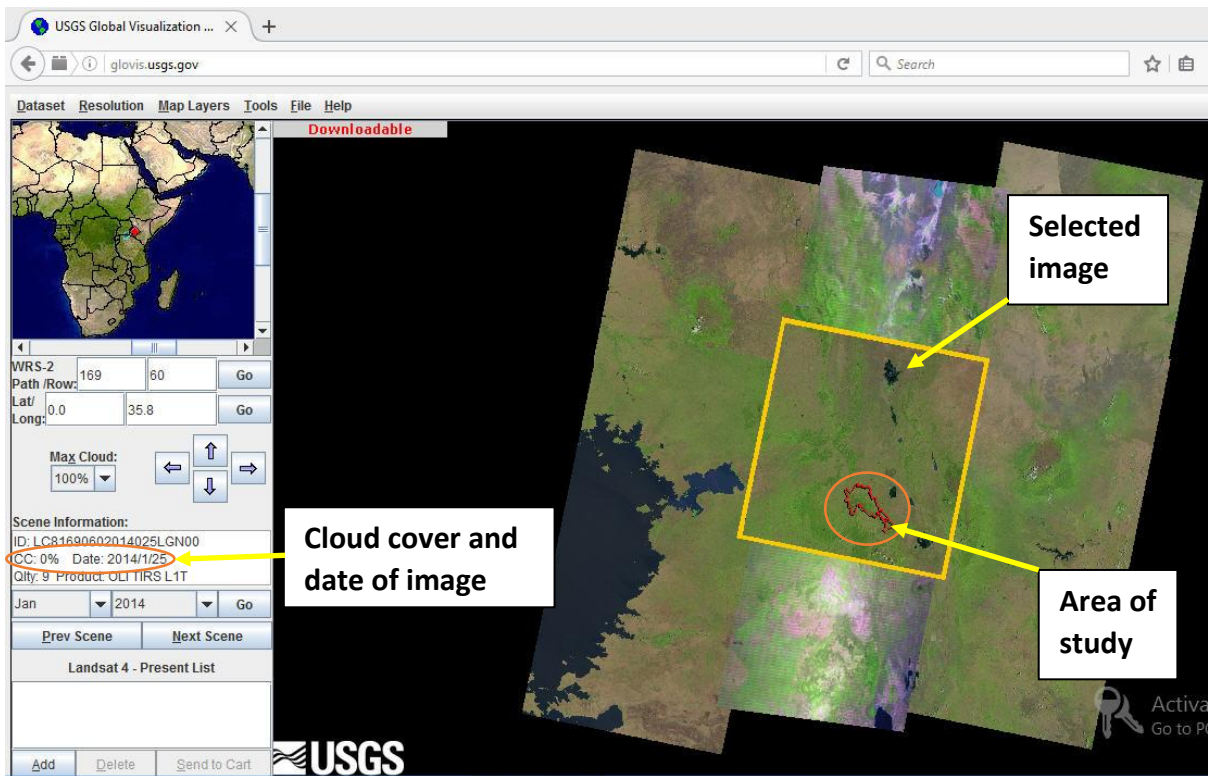 USGS Global Visualization ...
glovis.usgs.gov
Search
Dataset Resolution Map Layers Tools File Help
Downloadable
WRS-2
Path /Row:
169 60 Go
Lat/
Long:
0.0 35.8 Go
Max Cloud:
100%
Scene Information:
ID: LC81690602014025LGN00
CC: 0% Date: 2014/1/25
Qlty: 9 Product: OLI TIRS L1T
Jan 2014 Go
Prev Scene Next Scene
Landsat 4 - Present List
Add Delete Send to Cart
USGS
Selected
image
Cloud cover and
date of image
Area of
study
Activa
Go to PC